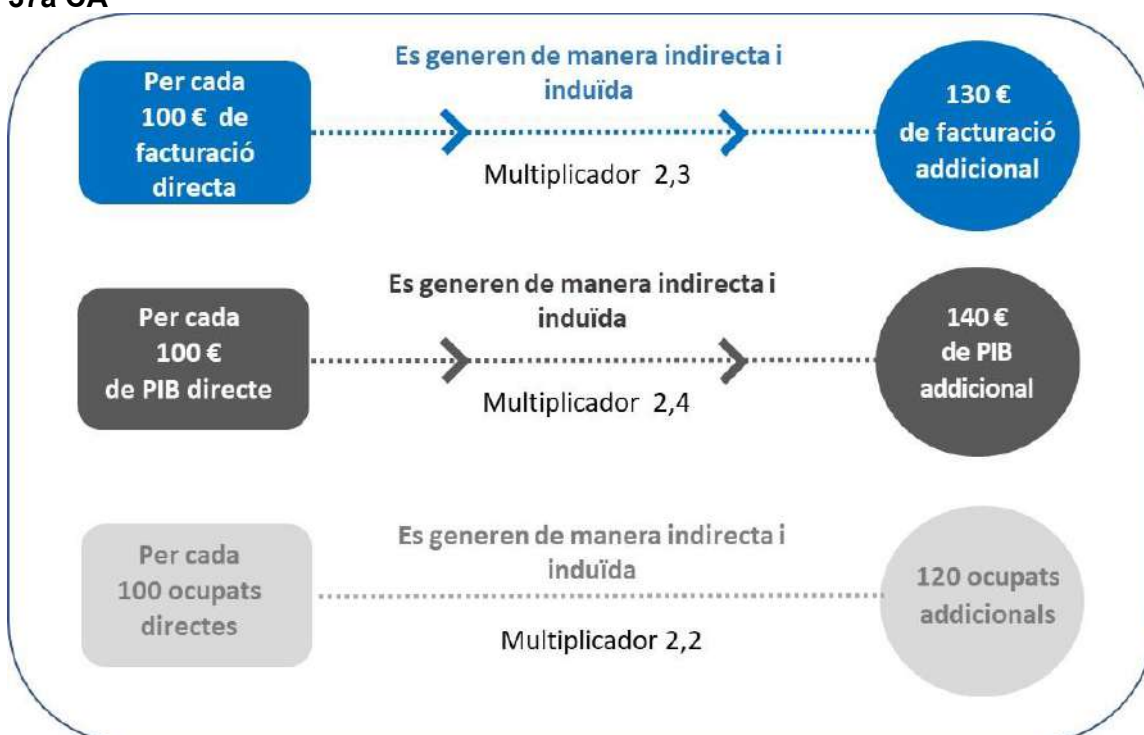 37a CA
Per cada
100 € de
facturació
directa
Es generen de manera indirecta i
induïda
Multiplicador 2,3
130 €
de facturació
addicional
Per cada
100 €
de PIB directe
Es generen de manera indirecta i
induïda
Multiplicador 2,4
140 €
de PIB
addicional
Per cada
100 ocupats
directes
Es generen de manera indirecta i
induïda
Multiplicador 2,2
120 ocupats
addicionals